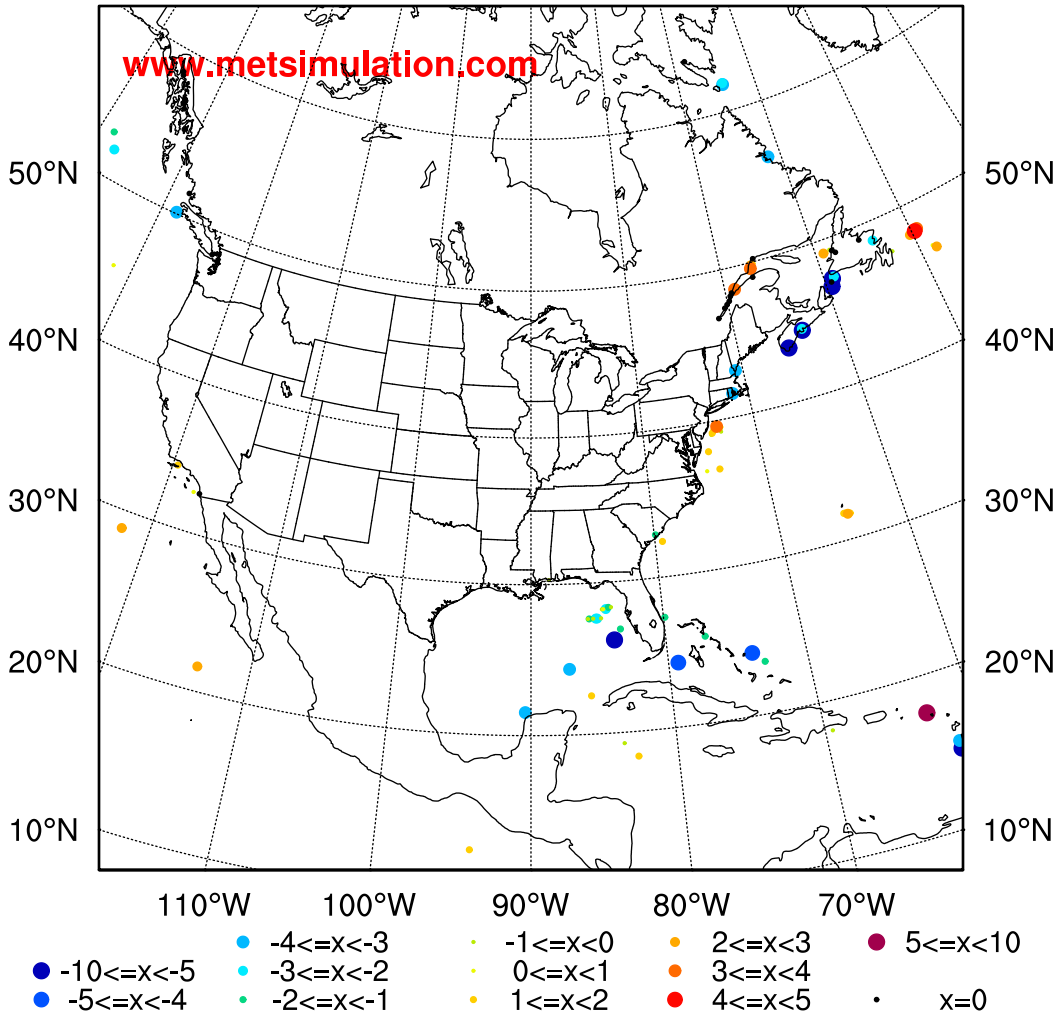 www.metsimulation.com
50°N 50°N
40°N 40°N
30°N 30°N
20°N 20°N
10°N 10°N
110°W 100°W 90°W 80°W 70°W
-4<=x<-3 -1<=x<0 2<=x<3 5<=x<10
-10<=x<-5 -3<=x<-2 0<=x<1 3<=x<4
-5<=x<-4 -2<=x<-1 1<=x<2 4<=x<5 x=0